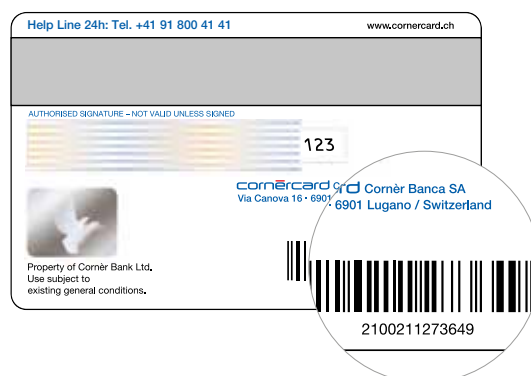 Help Line 24h: Tel. +41 91 800 41 41
www.cornercard.ch
AUTHORISED SIGNATURE – NOT VALID UNLESS SIGNED
123
cornèrcard
Via Canova 16 • 6901
rd Cornèr Banca SA
6901 Lugano / Switzerland
Property of Cornèr Bank Ltd.
Use subject to
existing general conditions.
2100211273649